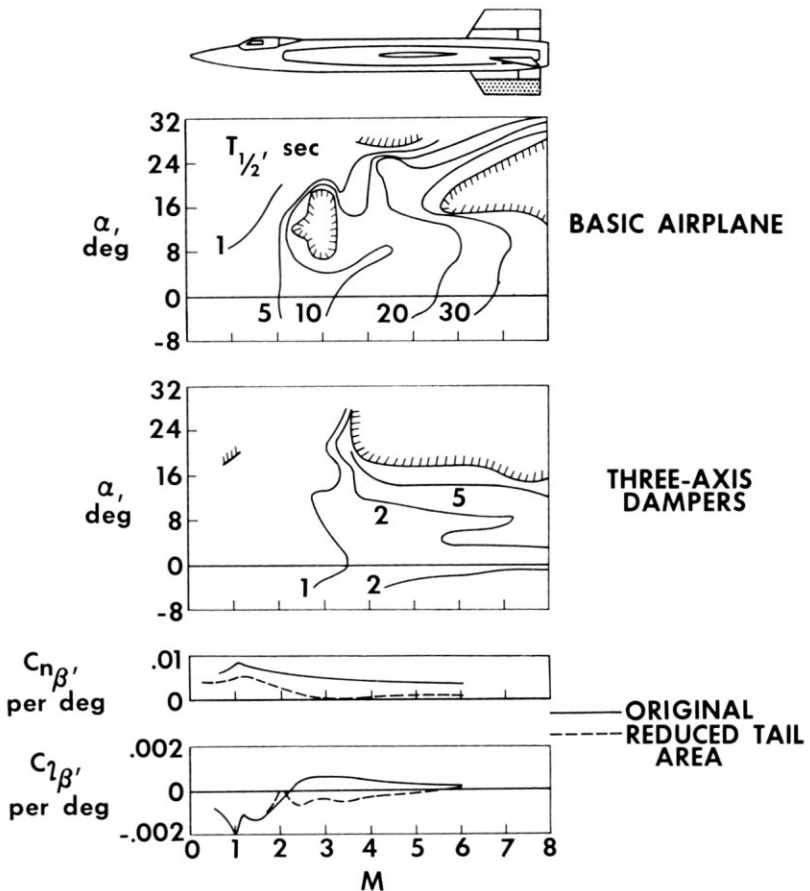 32
24
16
8
0
-8
α,
deg
T½, sec
1
5 10 20 30
BASIC AIRPLANE
32
24
16
8
0
-8
α,
deg
5
2
1 2
THREE-AXIS
DAMPERS
Cnβ,
per deg
.01
0
ORIGINAL
REDUCED TAIL
AREA
Clβ,
per deg
.002
0
-.002
0 1 2 3 4 5 6 7 8
M